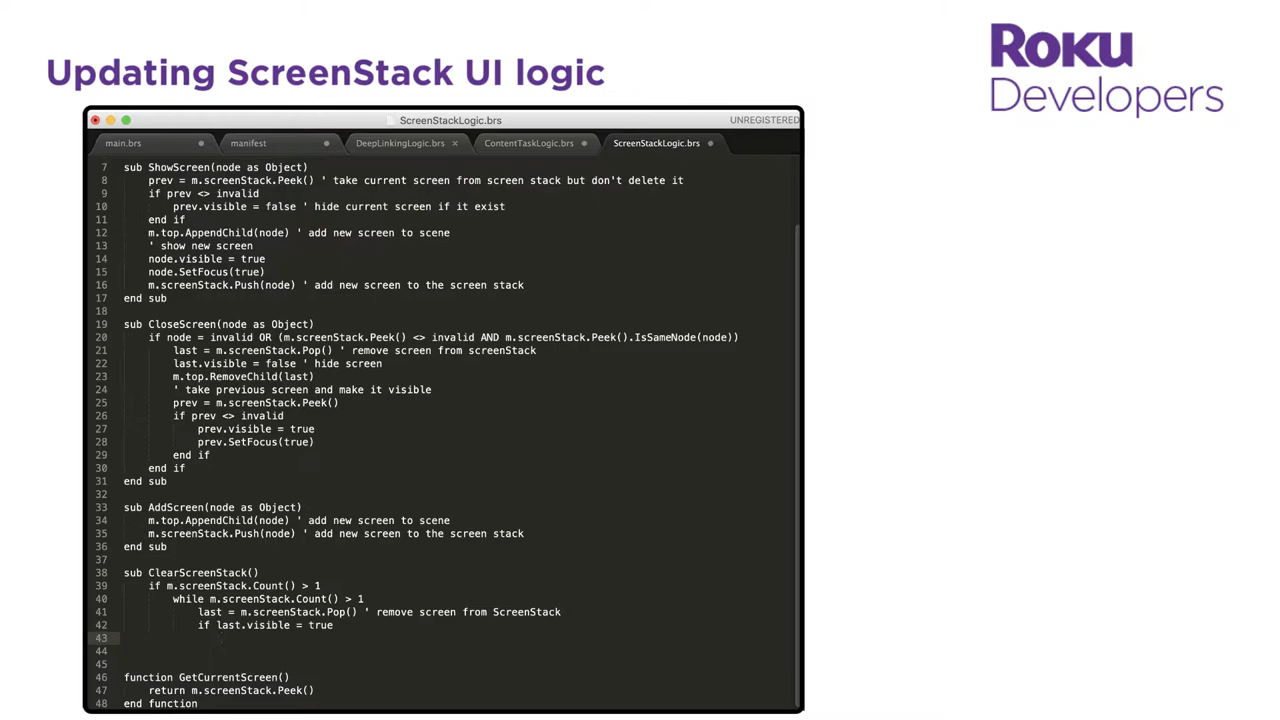 Updating ScreenStack UI logic
ROKU
Developers
ScreenStackLogic.brs
UNREGISTERED
main.brs
manifest
DeepLinkingLogic.brs ×
ContentTaskLogic.brs
ScreenStackLogic.brs
7 sub ShowScreen(node as Object)
8 prev = m.screenStack.Peek() ' take current screen from screen stack but don't delete it
9 if prev <> invalid
10 prev.visible = false ' hide current screen if it exist
11 end if
12 m.top.AppendChild(node) ' add new screen to scene
13 ' show new screen
14 node.visible = true
15 node.SetFocus(true)
16 m.screenStack.Push(node) ' add new screen to the screen stack
17 end sub
18
19 sub CloseScreen(node as Object)
20 if node = invalid OR (m.screenStack.Peek() <> invalid AND m.screenStack.Peek().IsSameNode(node))
21 last = m.screenStack.Pop() ' remove screen from screenStack
22 last.visible = false ' hide screen
23 m.top.RemoveChild(last)
24 ' take previous screen and make it visible
25 prev = m.screenStack.Peek()
26 if prev <> invalid
27 prev.visible = true
28 prev.SetFocus(true)
29 end if
30 end if
31 end sub
32
33 sub AddScreen(node as Object)
34 m.top.AppendChild(node) ' add new screen to scene
35 m.screenStack.Push(node) ' add new screen to the screen stack
36 end sub
37
38 sub ClearScreenStack()
39 if m.screenStack.Count() > 1
40 while m.screenStack.Count() > 1
41 last = m.screenStack.Pop() ' remove screen from ScreenStack
42 if last.visible = true
43
44
45
46 function GetCurrentScreen()
47 return m.screenStack.Peek()
48 end function